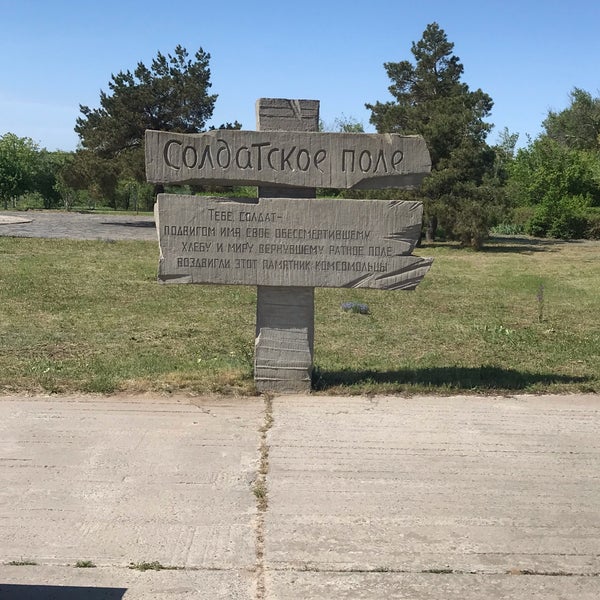 Солдатское поле
Тебе, солдат-
подвигом имя свое обессмертившему
хлебу и миру вернувшему ратное поле
воздвигли этот памятник комсомольцы